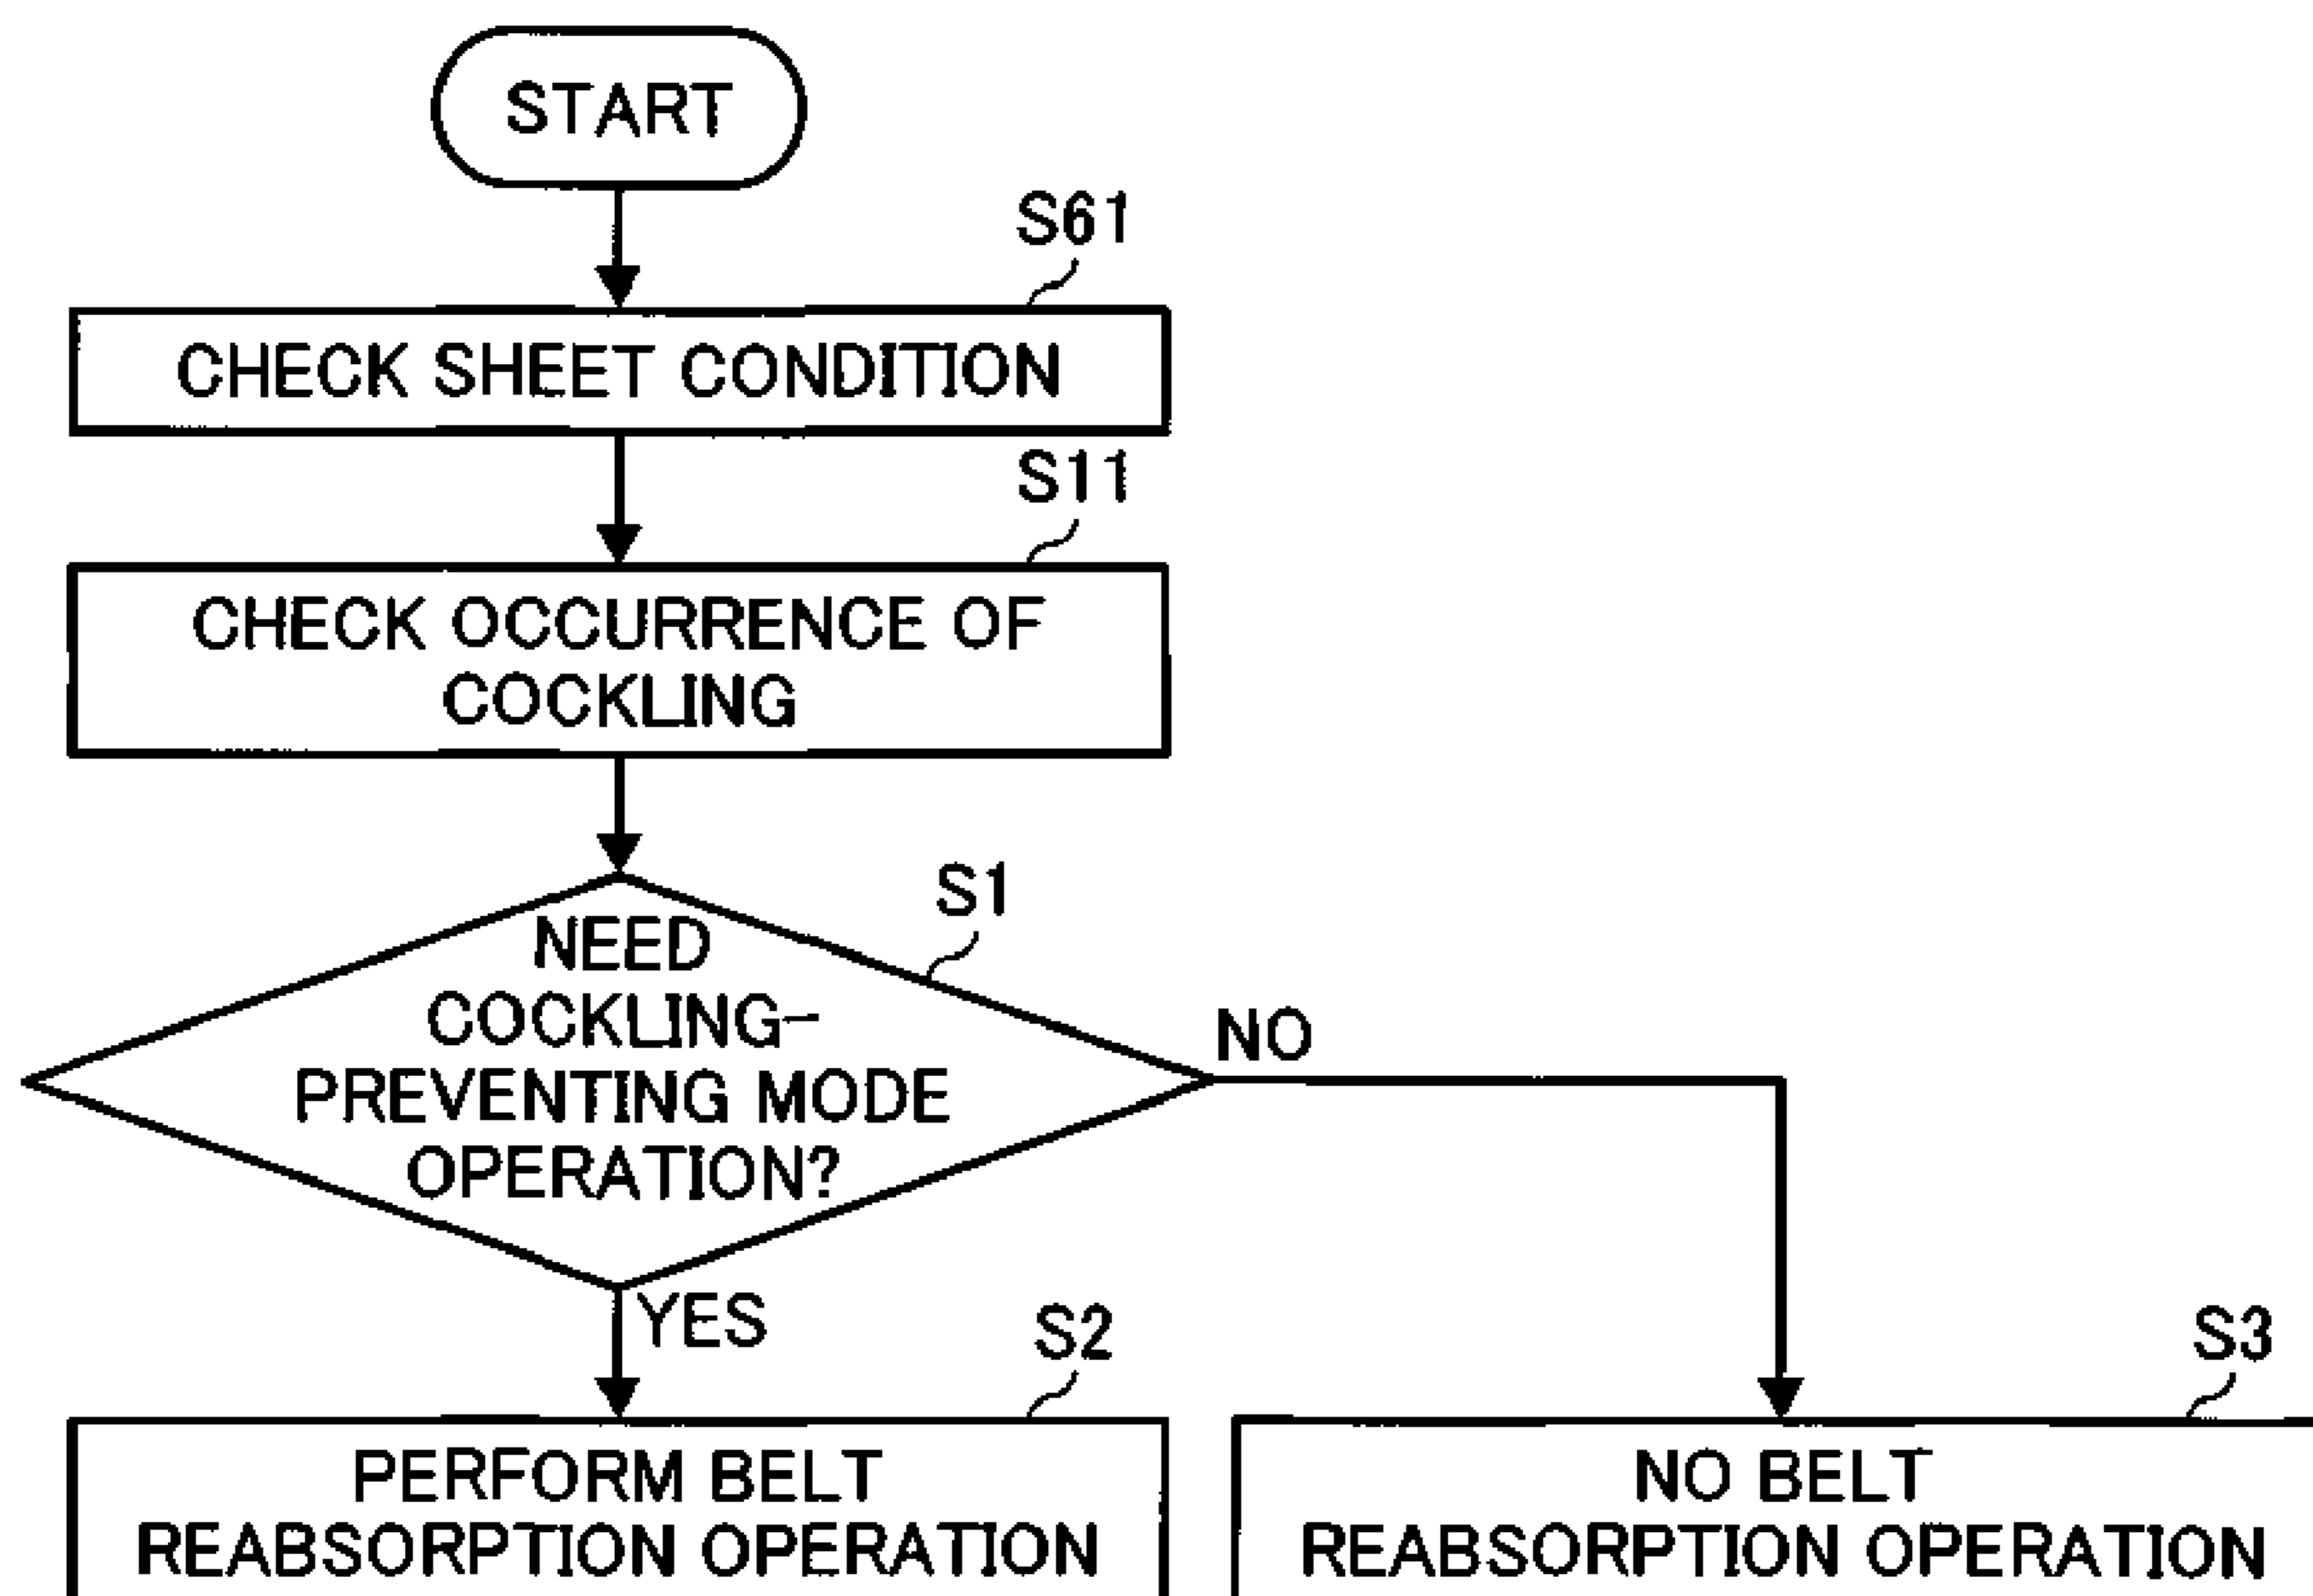 START
S61
CHECK SHEET CONDITION
S11
CHECK OCCURRENCE OF
COCKLING
S1
NEED
COCKLING-
PREVENTING MODE
OPERATION?
NO
YES
S2
PERFORM BELT
REABSORPTION OPERATION
S3
NO BELT
REABSORPTION OPERATION